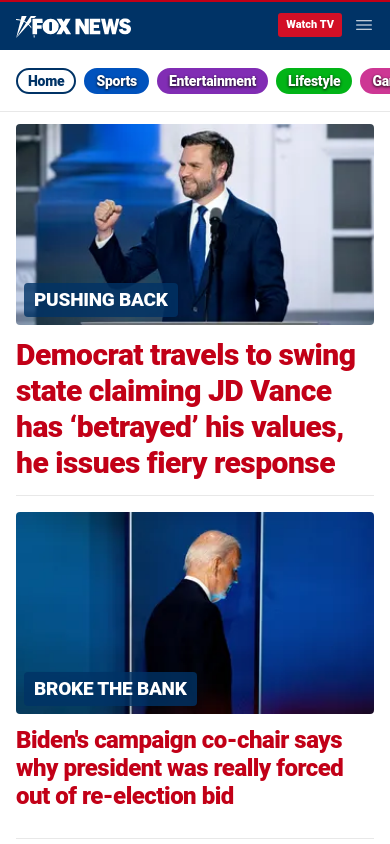 FOX NEWS
Watch TV
Home
Sports
Entertainment
Lifestyle
PUSHING BACK
Democrat travels to swing
state claiming JD Vance
has ‘betrayed’ his values,
he issues fiery response
BROKE THE BANK
Biden's campaign co-chair says
why president was really forced
out of re-election bid